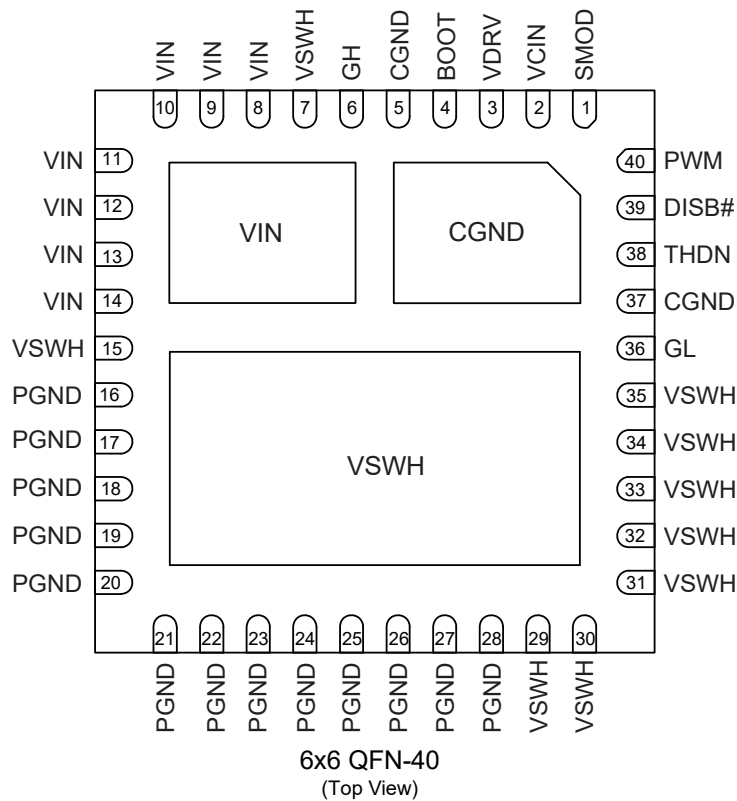 VIN
VIN
VIN
VSWH
GH
CGND
BOOT
VDRV
VCIN
SMOD
10
9
8
7
6
5
4
3
2
1
VIN 11
VIN 12
VIN 13
VIN 14
VSWH 15
PGND 16
PGND 17
PGND 18
PGND 19
PGND 20
VIN
CGND
VSWH
40 PWM
39 DISB#
38 THDN
37 CGND
36 GL
35 VSWH
34 VSWH
33 VSWH
32 VSWH
31 VSWH
21
22
23
24
25
26
27
28
29
30
PGND
PGND
PGND
PGND
PGND
PGND
PGND
PGND
VSWH
VSWH
6x6 QFN-40
(Top View)